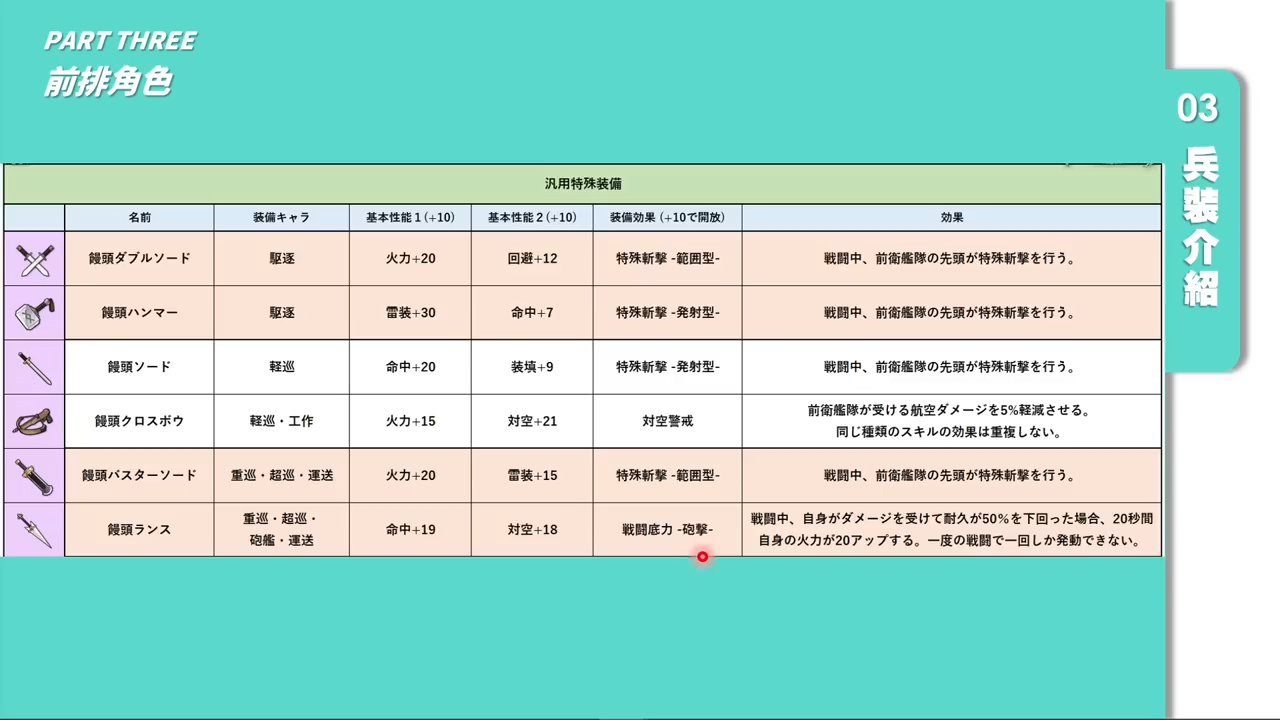 PART THREE
前排角色
03
兵裝介紹
汎用特殊装備
名前 装備キャラ 基本性能１(+10) 基本性能２(+10) 装備効果 (+10で開放) 効果
饅頭ダブルソード 駆逐 火力+20 回避+12 特殊斬撃 -範囲型- 戦闘中、前衛艦隊の先頭が特殊斬撃を行う。
饅頭ハンマー 駆逐 雷装+30 命中+7 特殊斬撃 -発射型- 戦闘中、前衛艦隊の先頭が特殊斬撃を行う。
饅頭ソード 軽巡 命中+20 装填+9 特殊斬撃 -発射型- 戦闘中、前衛艦隊の先頭が特殊斬撃を行う。
饅頭クロスボウ 軽巡・工作 火力+15 対空+21 対空警戒 前衛艦隊が受ける航空ダメージを5%軽減させる。
同じ種類のスキルの効果は重複しない。
饅頭バスターソード 重巡・超巡・運送 火力+20 雷装+15 特殊斬撃 -範囲型- 戦闘中、前衛艦隊の先頭が特殊斬撃を行う。
饅頭ランス 重巡・超巡・
砲艦・運送 命中+19 対空+18 戦闘底力 -砲撃- 戦闘中、自身がダメージを受けて耐久が50％を下回った場合、20秒間
自身の火力が20アップする。一度の戦闘で一回しか発動できない。